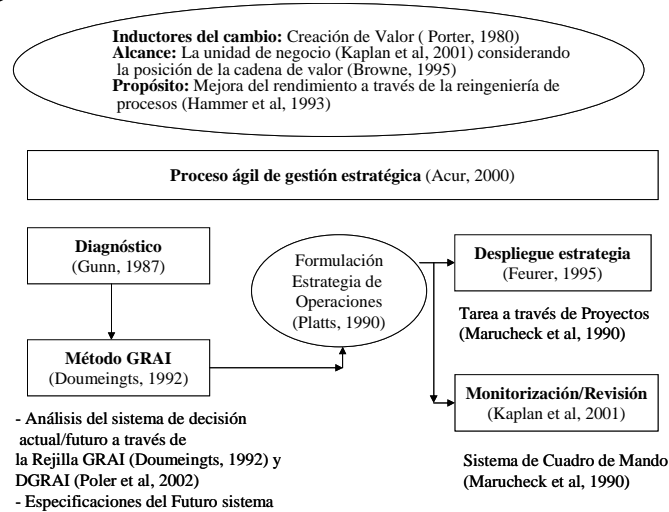 Inductores del cambio: Creación de Valor ( Porter, 1980)
Alcance: La unidad de negocio (Kaplan et al, 2001) considerando
la posición de la cadena de valor (Browne, 1995)
Propósito: Mejora del rendimiento a través de la reingeniería de
procesos (Hammer et al, 1993)
Proceso ágil de gestión estratégica (Acur, 2000)
Diagnóstico
(Gunn, 1987)
Método GRAI
(Doumeingts, 1992)
- Análisis del sistema de decisión
actual/futuro a través de
la Rejilla GRAI (Doumeingts, 1992) y
DGRAI (Poler et al, 2002)
- Especificaciones del Futuro sistema
Formulación
Estrategia de
Operaciones
(Platts, 1990)
Despliegue estrategia
(Feurer, 1995)
Tarea a través de Proyectos
(Marucheck et al, 1990)
Monitorización/Revisión
(Kaplan et al, 2001)
Sistema de Cuadro de Mando
(Marucheck et al, 1990)